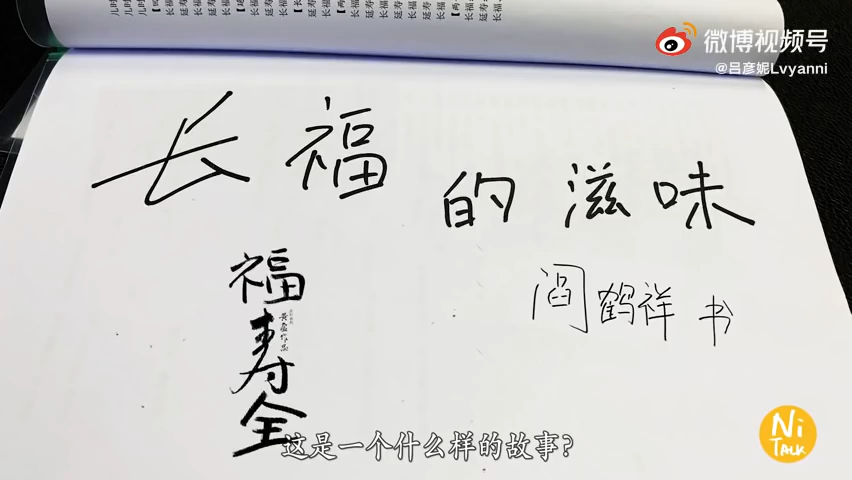 微博视频号
@吕彦妮Lvyanni
长福
的滋味
阎鹤祥 书
福寿全
这是一个什么样的故事?
Ni
TALK